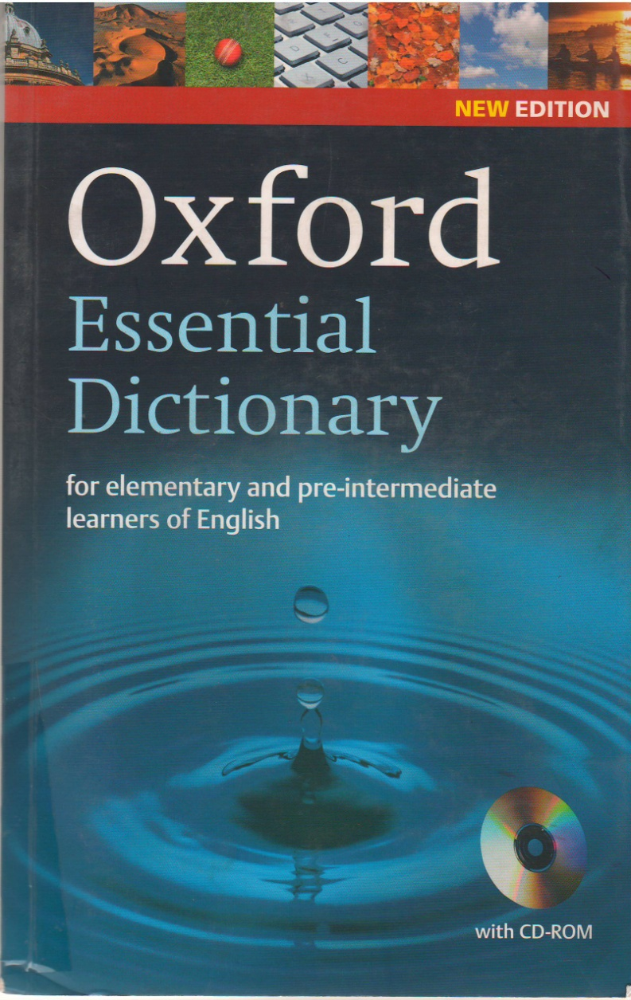 NEW EDITION
Oxford
Essential
Dictionary
for elementary and pre-intermediate
learners of English
with CD-ROM